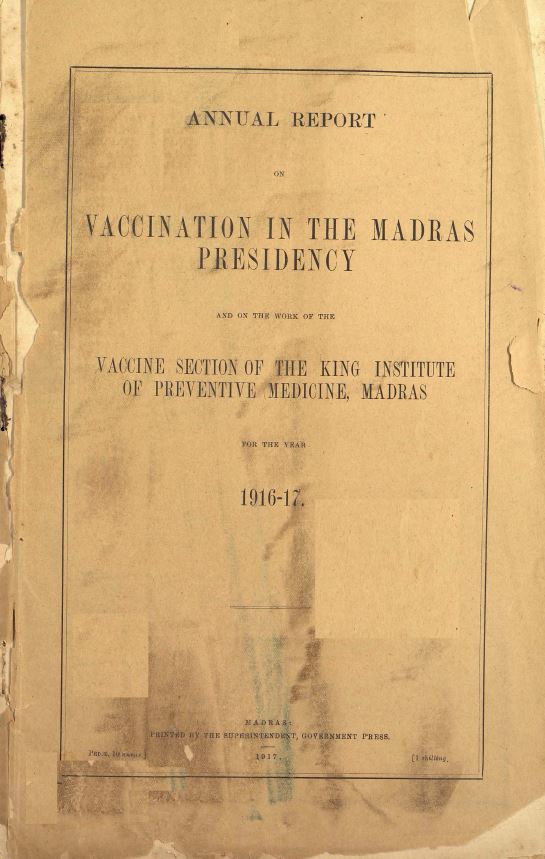 ANNUAL REPORT
ON
VACCINATION IN THE MADRAS
PRESIDENCY
AND ON THE WORK OF THE
VACCINE SECTION OF THE KING INSTITUTE
OF PREVENTIVE MEDICINE, MADRAS
FOR THE YEAR
1916-17.
MADRAS:
PRINTED BY THE SUPERINTENDENT, GOVERNMENT PRESS.
[1 shilling.
1917.